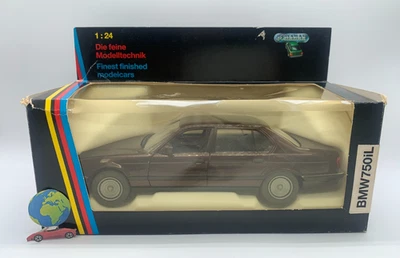 1:24
Die feine
Modelltechnik
Finest finished
modelcars
BMW750iL